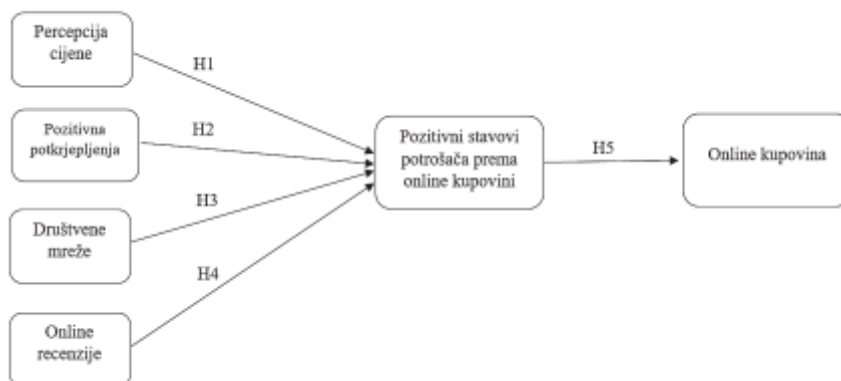 Percepcija
cijene
H1
Pozitivna
potkrjepljenja
H2
Društvene
mreže
H3
Online
recenzije
H4
Pozitivni stavovi
potrošača prema
online kupovini
H5
Online kupovina